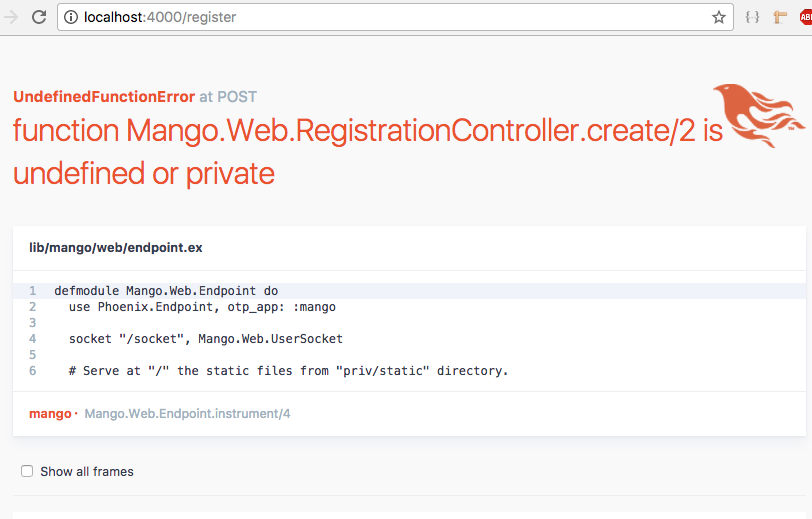 localhost:4000/register
{··}
AB
UndefinedFunctionError at POST
function Mango.Web.RegistrationController.create/2 is
undefined or private
TM
lib/mango/web/endpoint.ex
1 defmodule Mango.Web.Endpoint do
2 use Phoenix.Endpoint, otp_app: :mango
3
4 socket "/socket", Mango.Web.UserSocket
5
6 # Serve at "/" the static files from "priv/static" directory.
mango · Mango.Web.Endpoint.instrument/4
Show all frames